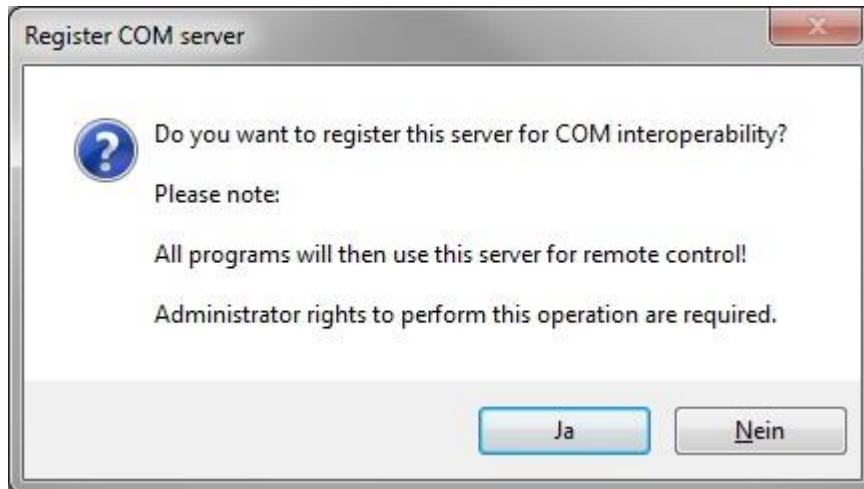 Register COM server
Do you want to register this server for COM interoperability?
Please note:
All programs will then use this server for remote control!
Administrator rights to perform this operation are required.
Ja
Nein